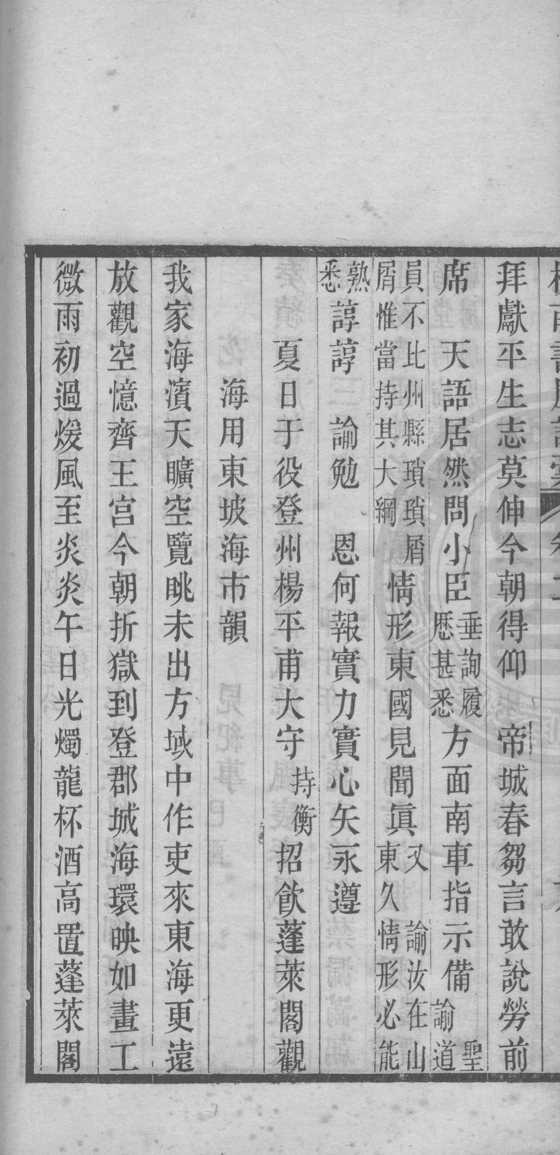 拜獻平生志莫伸今朝得仰　帝城春芻言敢說勞前
席　天語居然問小臣垂詢履厯甚悉方面南車指示備聖諭道
員不比州縣瑣瑣屑屑惟當持其大綱情形東國見聞眞又　諭汝在山東久情形必能
熟悉諄諄　諭勉　恩何報實力實心矢永遵
夏日于役登州楊平甫大守持衡招飲蓬萊閣觀
海用東坡海市韻
我家海濱天曠空覽眺未出方域中作吏來東海更遠
放觀空憶齊王宮今朝折獄到登郡城海環映如畫工
微雨初過煖風至炎炎午日光燭龍杯酒高置蓬萊閣